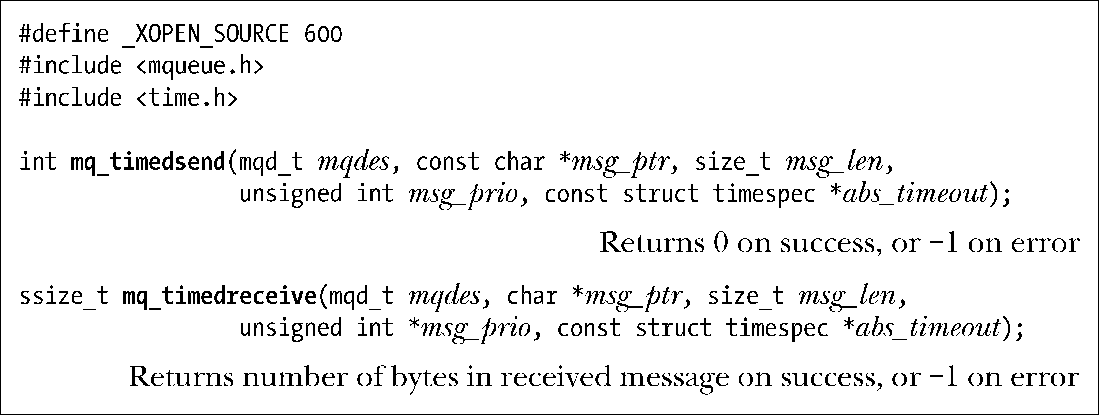 #define _XOPEN_SOURCE 600
#include <mqueue.h>
#include <time.h>
int mq_timedsend(mqd_t mqdes, const char *msg_ptr, size_t msg_len,
unsigned int msg_prio, const struct timespec *abs_timeout);
Returns 0 on success, or –1 on error
ssize_t mq_timedreceive(mqd_t mqdes, char *msg_ptr, size_t msg_len,
unsigned int *msg_prio, const struct timespec *abs_timeout);
Returns number of bytes in received message on success, or –1 on error